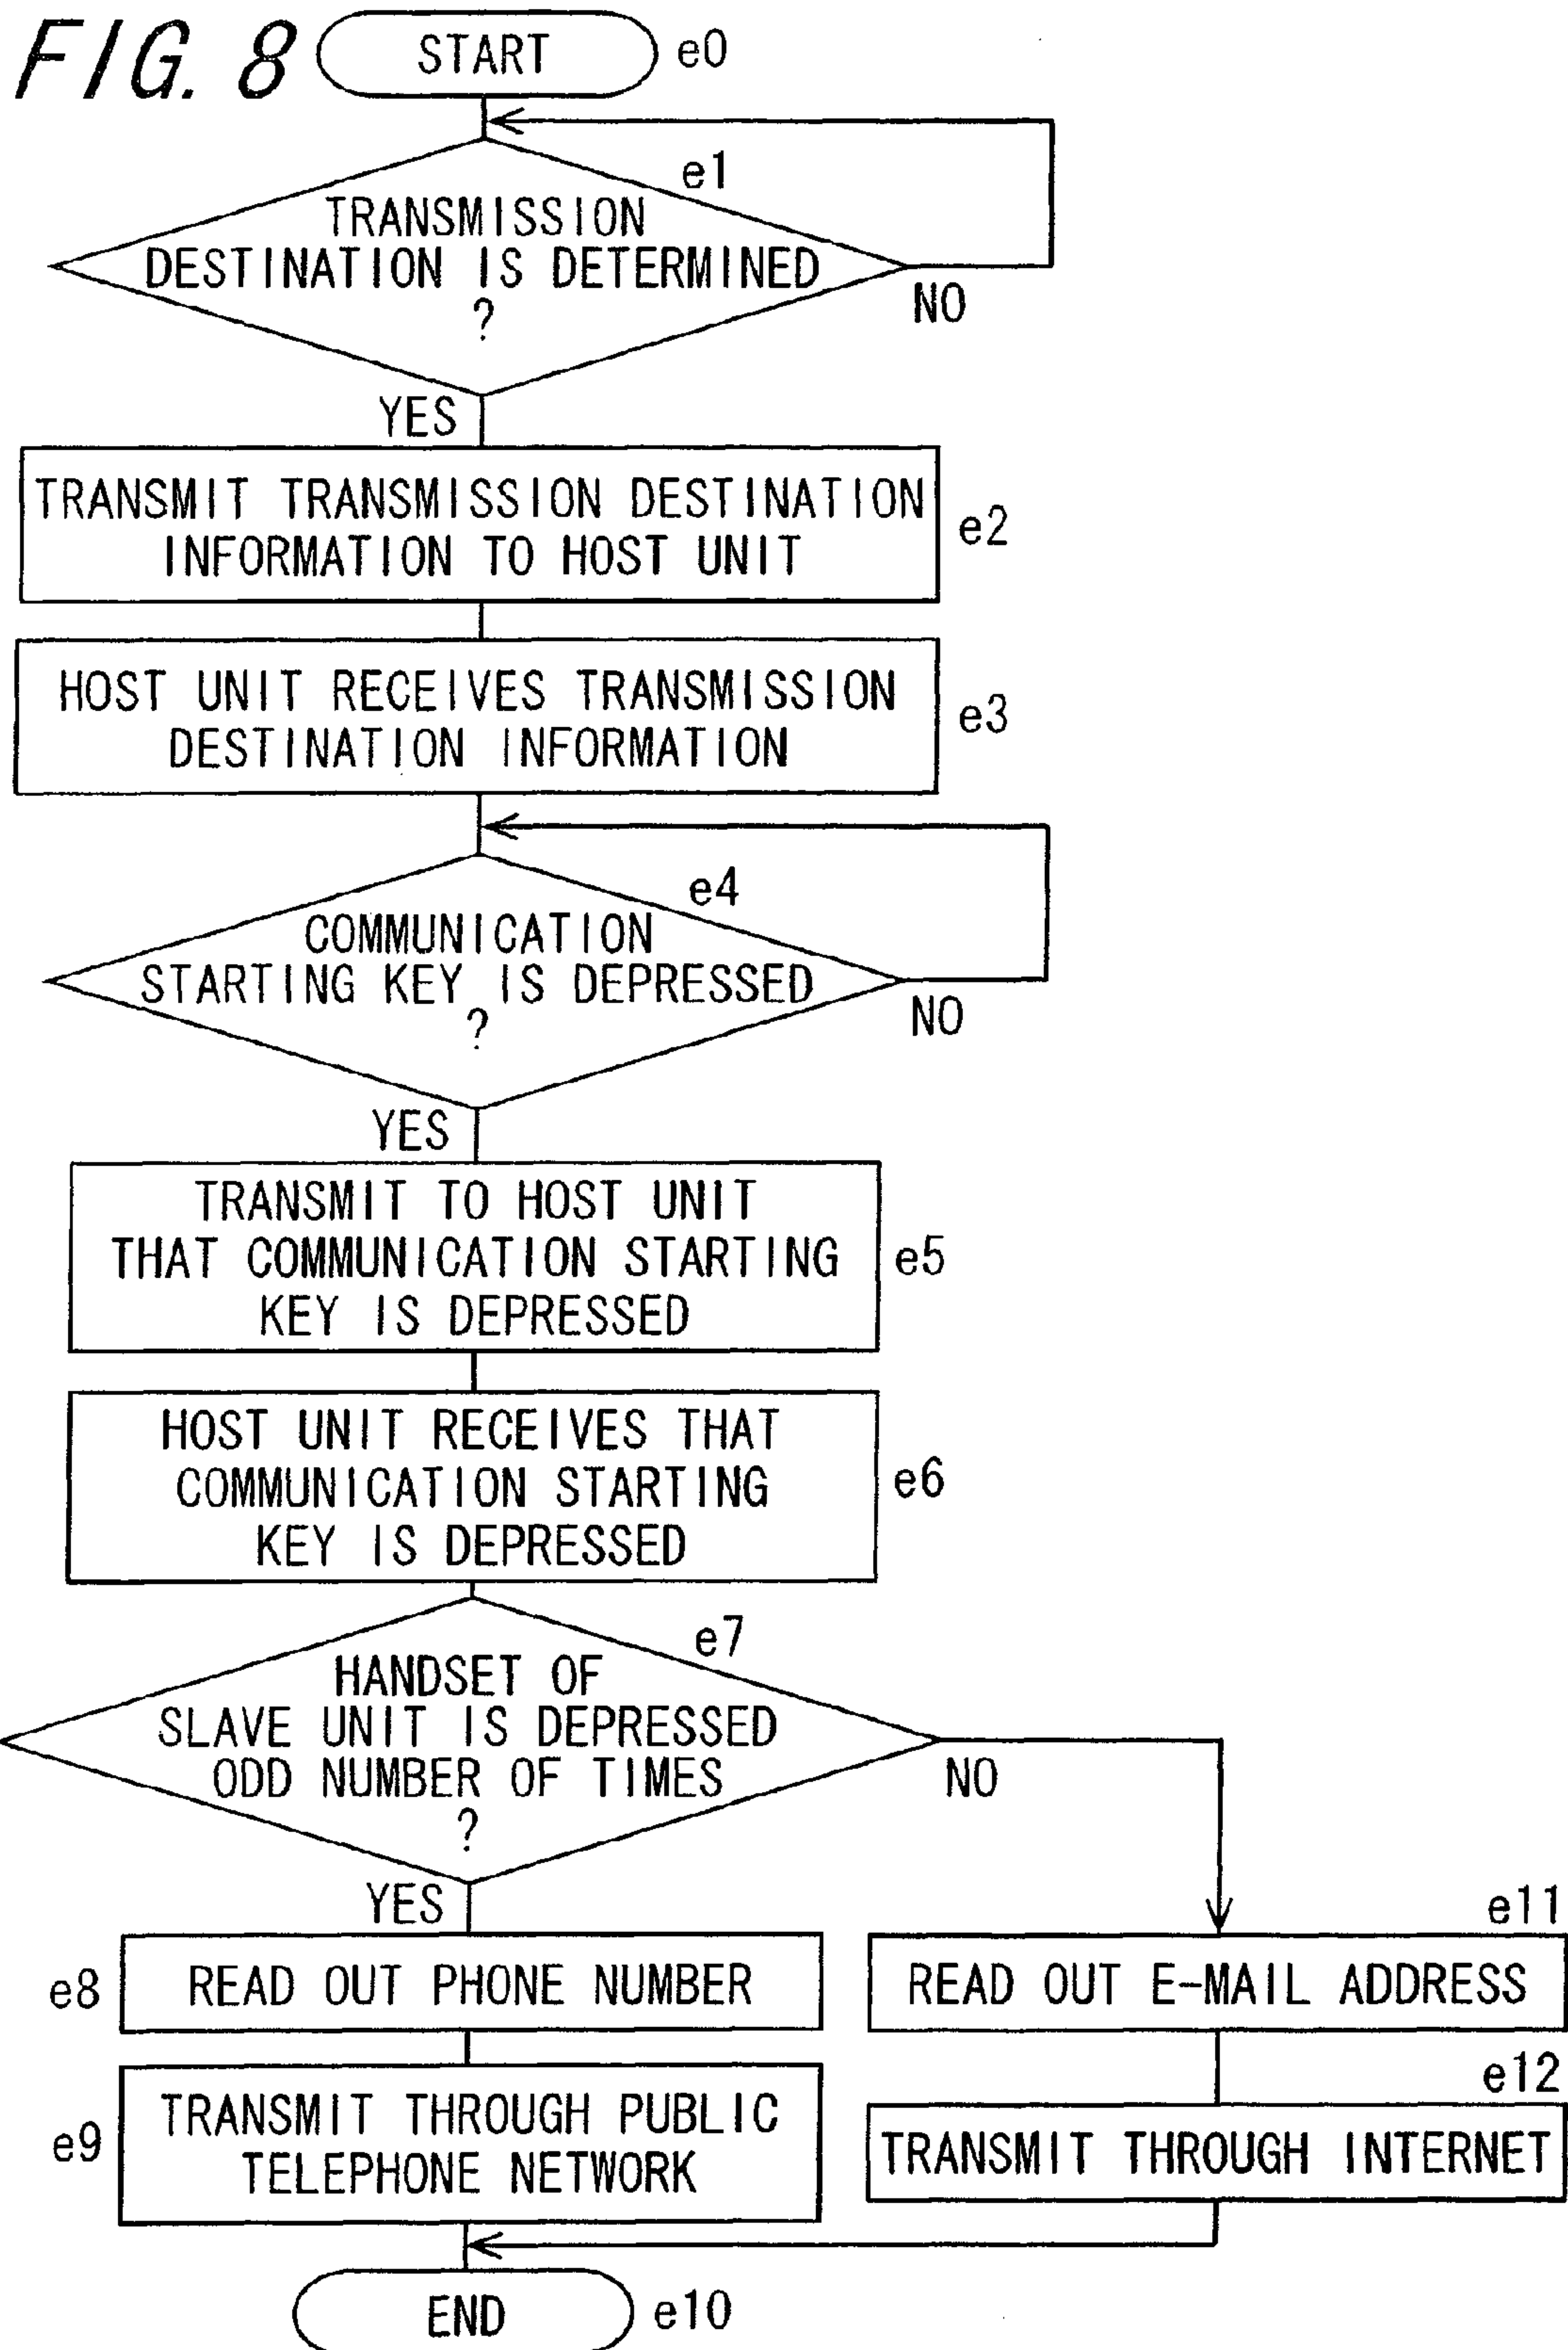 FIG. 8
START
e0
e1
TRANSMISSION
DESTINATION IS DETERMINED
?
NO
YES
TRANSMIT TRANSMISSION DESTINATION
INFORMATION TO HOST UNIT
e2
HOST UNIT RECEIVES TRANSMISSION
DESTINATION INFORMATION
e3
e4
COMMUNICATION
STARTING KEY IS DEPRESSED
?
NO
YES
TRANSMIT TO HOST UNIT
THAT COMMUNICATION STARTING
KEY IS DEPRESSED
e5
HOST UNIT RECEIVES THAT
COMMUNICATION STARTING
KEY IS DEPRESSED
e6
e7
HANDSET OF
SLAVE UNIT IS DEPRESSED
ODD NUMBER OF TIMES
?
NO
YES
e8
READ OUT PHONE NUMBER
e11
READ OUT E-MAIL ADDRESS
e9
TRANSMIT THROUGH PUBLIC
TELEPHONE NETWORK
e12
TRANSMIT THROUGH INTERNET
END
e10